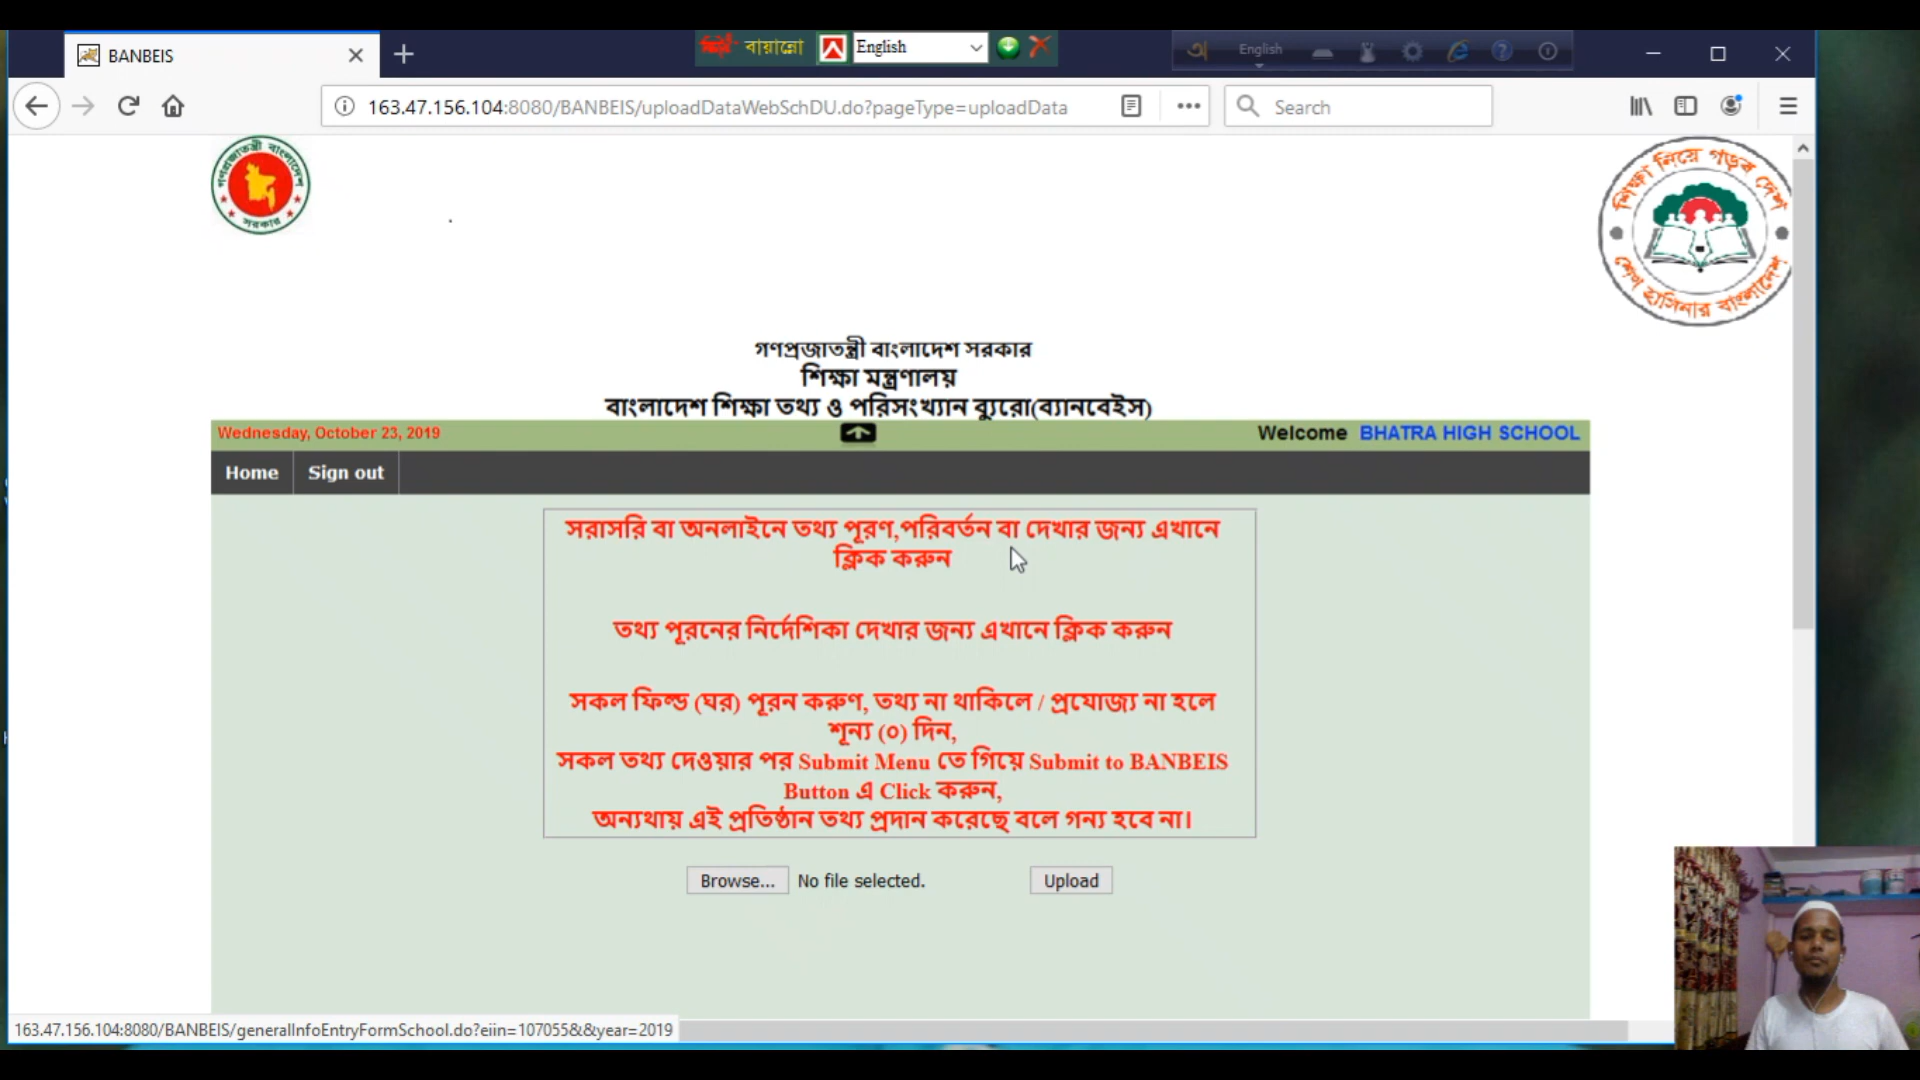 BANBEIS
বায়ান্নো
English
English
163.47.156.104:8080/BANBEIS/uploadDataWebSchDU.do?pageType=uploadData
Search
গণপ্রজাতন্ত্রী বাংলাদেশ
সরকার
শিক্ষা নিয়ে গড়ব দেশ
শেখ হাসিনার বাংলাদেশ
গণপ্রজাতন্ত্রী বাংলাদেশ সরকার
শিক্ষা মন্ত্রণালয়
বাংলাদেশ শিক্ষা তথ্য ও পরিসংখ্যান ব্যুরো(ব্যানবেইস)
Wednesday, October 23, 2019
Welcome BHATRA HIGH SCHOOL
Home Sign out
সরাসরি বা অনলাইনে তথ্য পূরণ,পরিবর্তন বা দেখার জন্য এখানে
ক্লিক করুন
তথ্য পূরনের নির্দেশিকা দেখার জন্য এখানে ক্লিক করুন
সকল ফিল্ড (ঘর) পূরন করুণ, তথ্য না থাকিলে / প্রযোজ্য না হলে
শূন্য (০) দিন,
সকল তথ্য দেওয়ার পর Submit Menu তে গিয়ে Submit to BANBEIS
Button এ Click করুন,
অন্যথায় এই প্রতিষ্ঠান তথ্য প্রদান করেছে বলে গন্য হবে না।
Browse... No file selected. Upload
163.47.156.104:8080/BANBEIS/generalInfoEntryFormSchool.do?eiin=107055&&year=2019